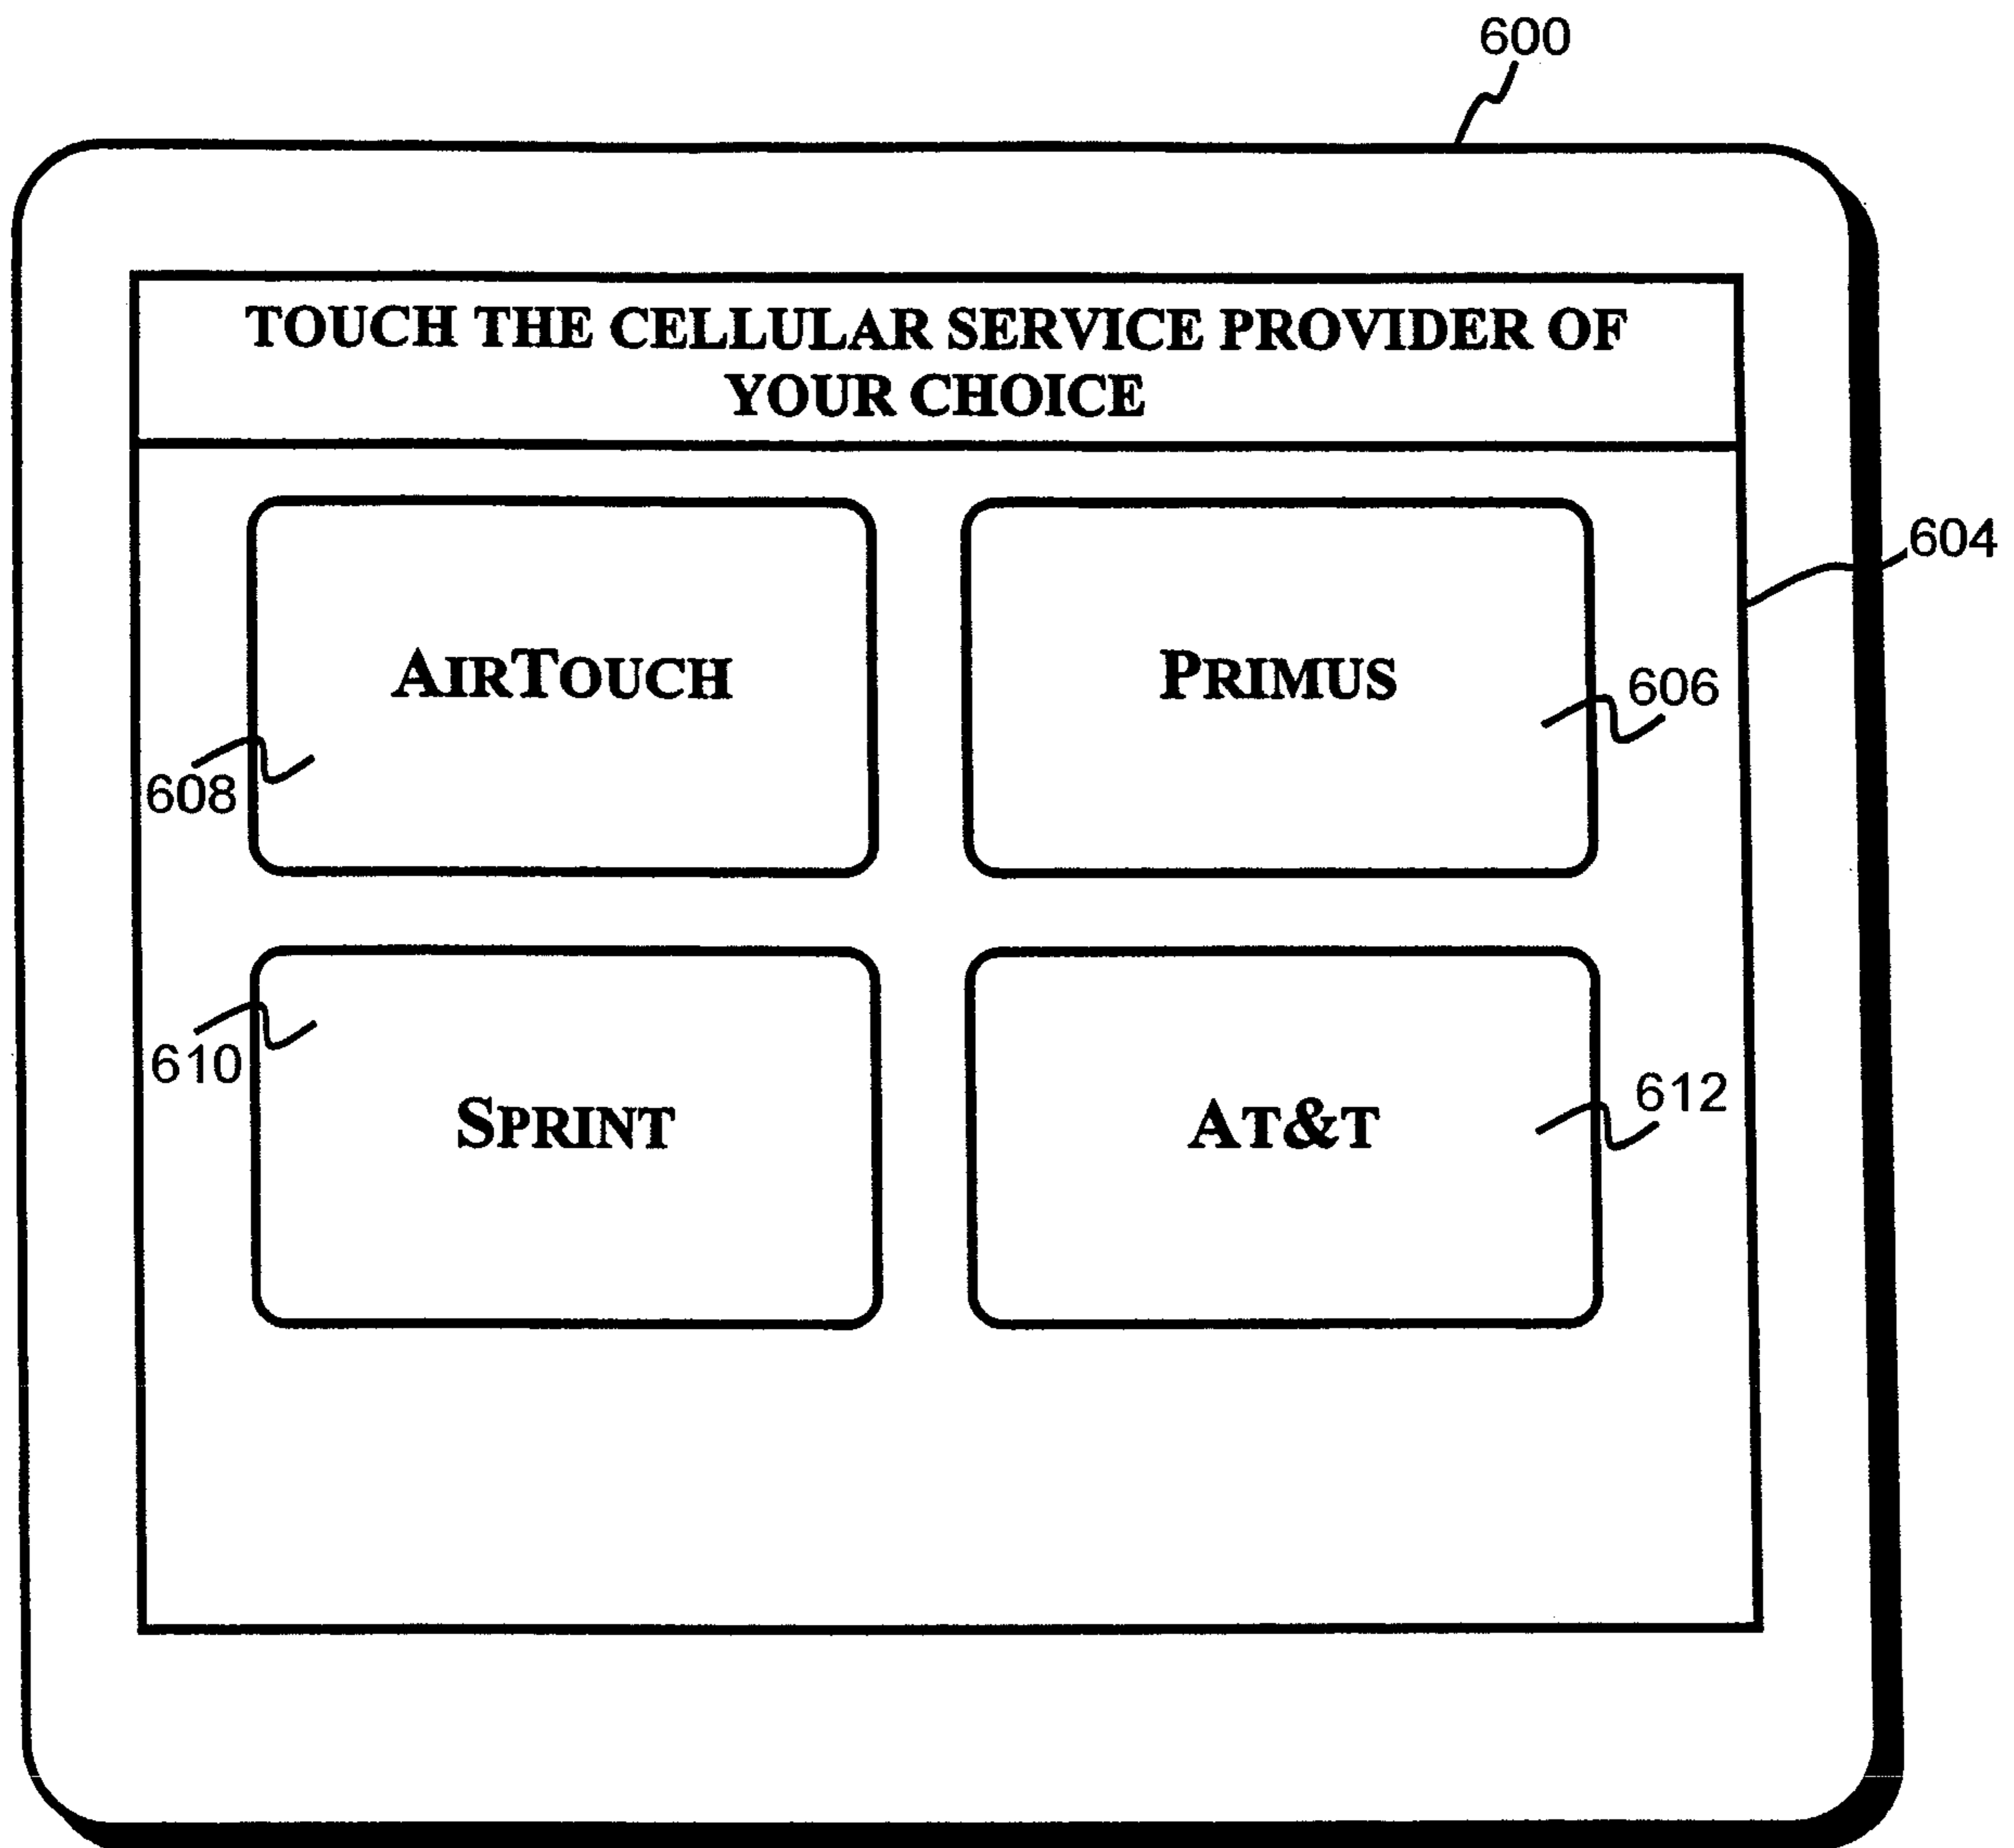 600
TOUCH THE CELLULAR SERVICE PROVIDER OF
YOUR CHOICE
604
AIRTOUCH
PRIMUS
606
608
610
612
SPRINT
AT&T